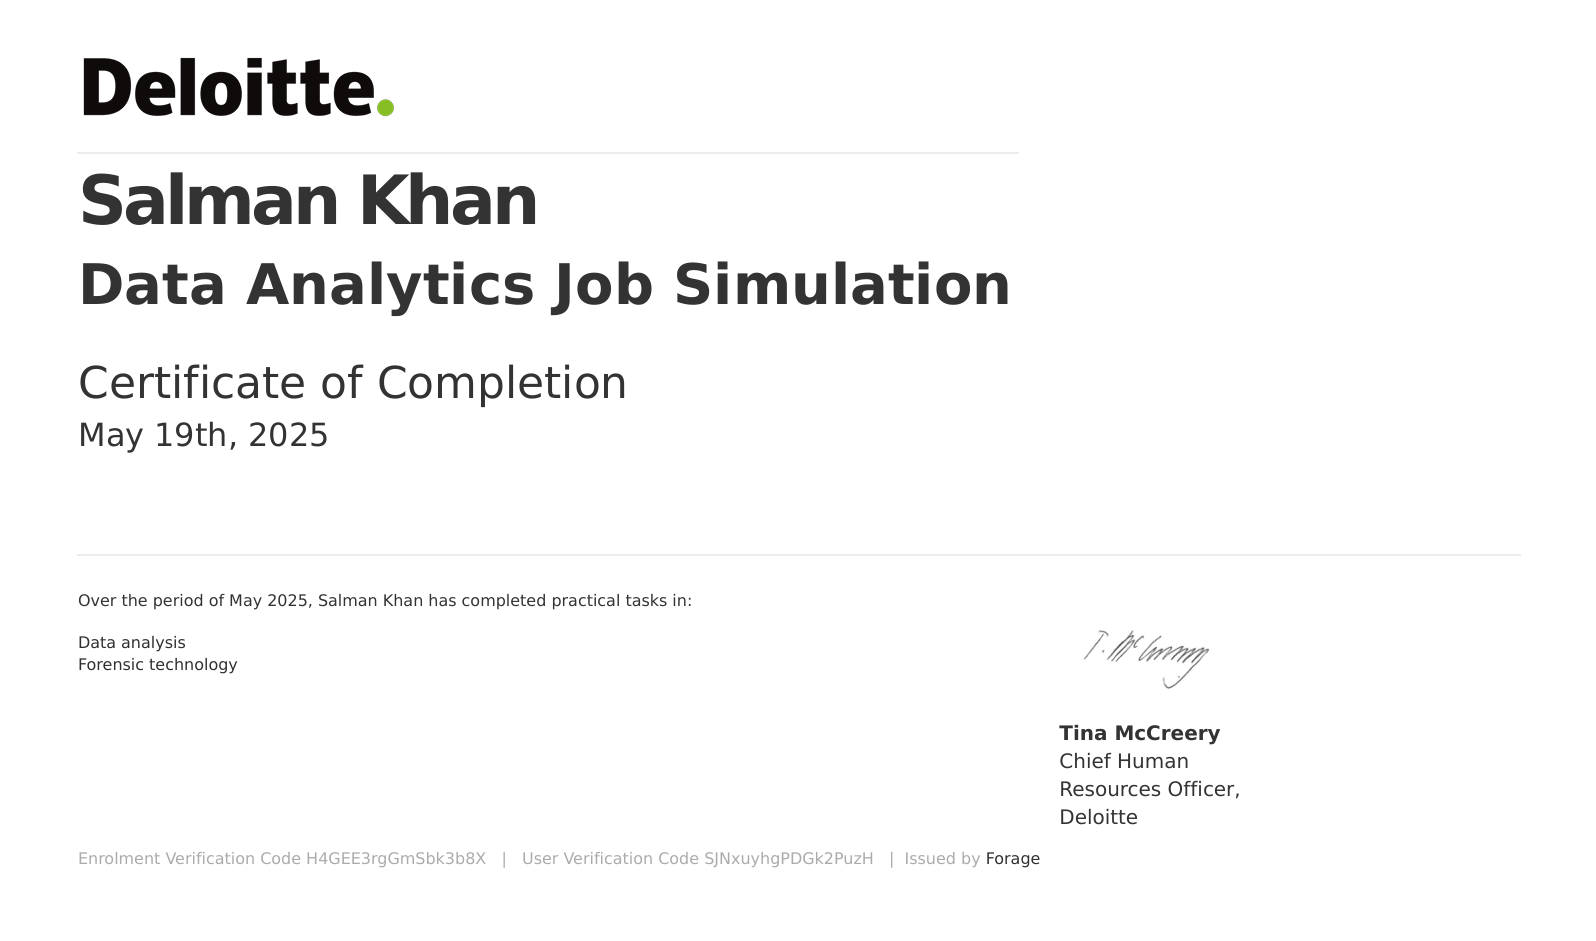 Deloitte.
Salman Khan
Data Analytics Job Simulation
Certificate of Completion
May 19th, 2025
Over the period of May 2025, Salman Khan has completed practical tasks in:
Data analysis
Forensic technology
T. McCreery
Tina McCreery
Chief Human
Resources Officer,
Deloitte
Enrolment Verification Code H4GEE3rgGmSbk3b8X | User Verification Code SJNxuyhgPDGk2PuzH | Issued by Forage